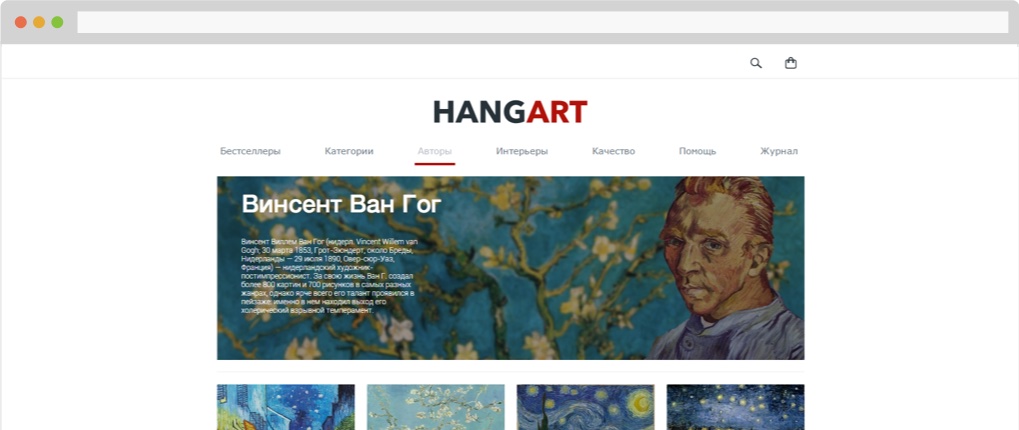 HANGART
Бестселлеры Категории Авторы Интерьеры Качество Помощь Журнал
Винсент Ван Гог
Винсент Виллем Ван Гог (нидерл. Vincent Willem van
Gogh; 30 марта 1853, Грот-Зюндерт, около Бреды,
Нидерланды — 29 июля 1890, Овер-сюр-Уаз,
Франция) — нидерландский художник-
постимпрессионист. За свою жизнь Ван Г. создал
более 800 картин и 700 рисунков в самых разных
жанрах, однако ярче всего его талант проявился в
пейзаже: именно в нем находил выход его
холерический взрывной темперамент.